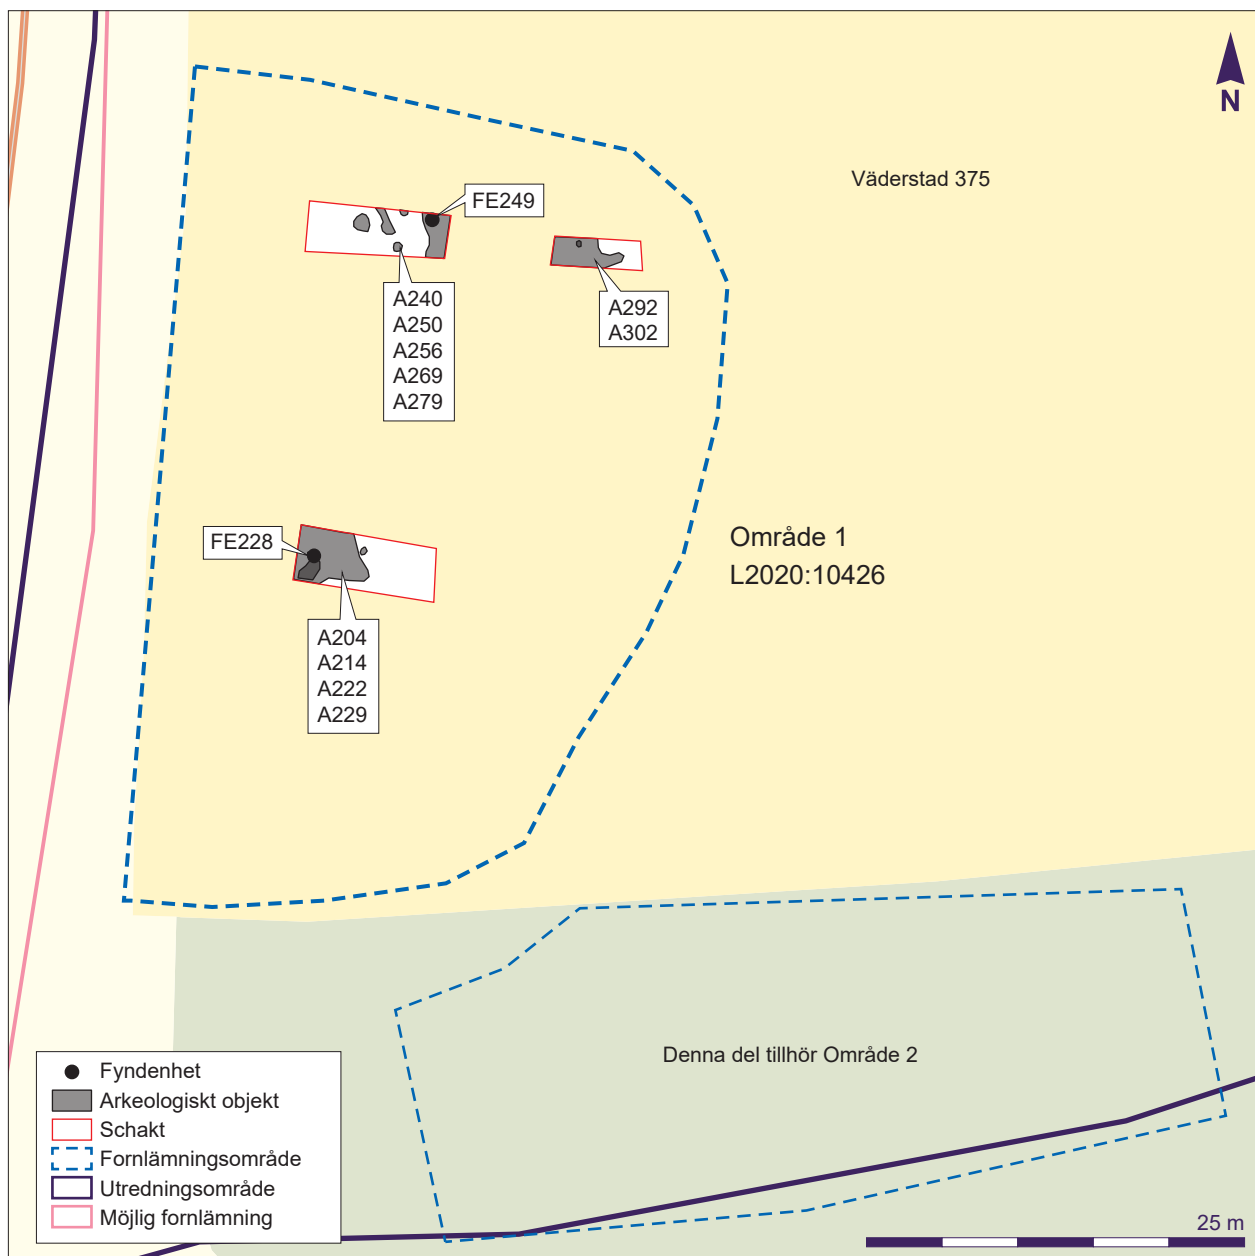 N
Väderstad 375
FE249
A240
A250
A256
A269
A279
A292
A302
Område 1
L2020:10426
FE228
A204
A214
A222
A229
Denna del tillhör Område 2
Fyndenhet
Arkeologiskt objekt
Schakt
Fornlämningsområde
Utredningsområde
Möjlig fornlämning
25 m